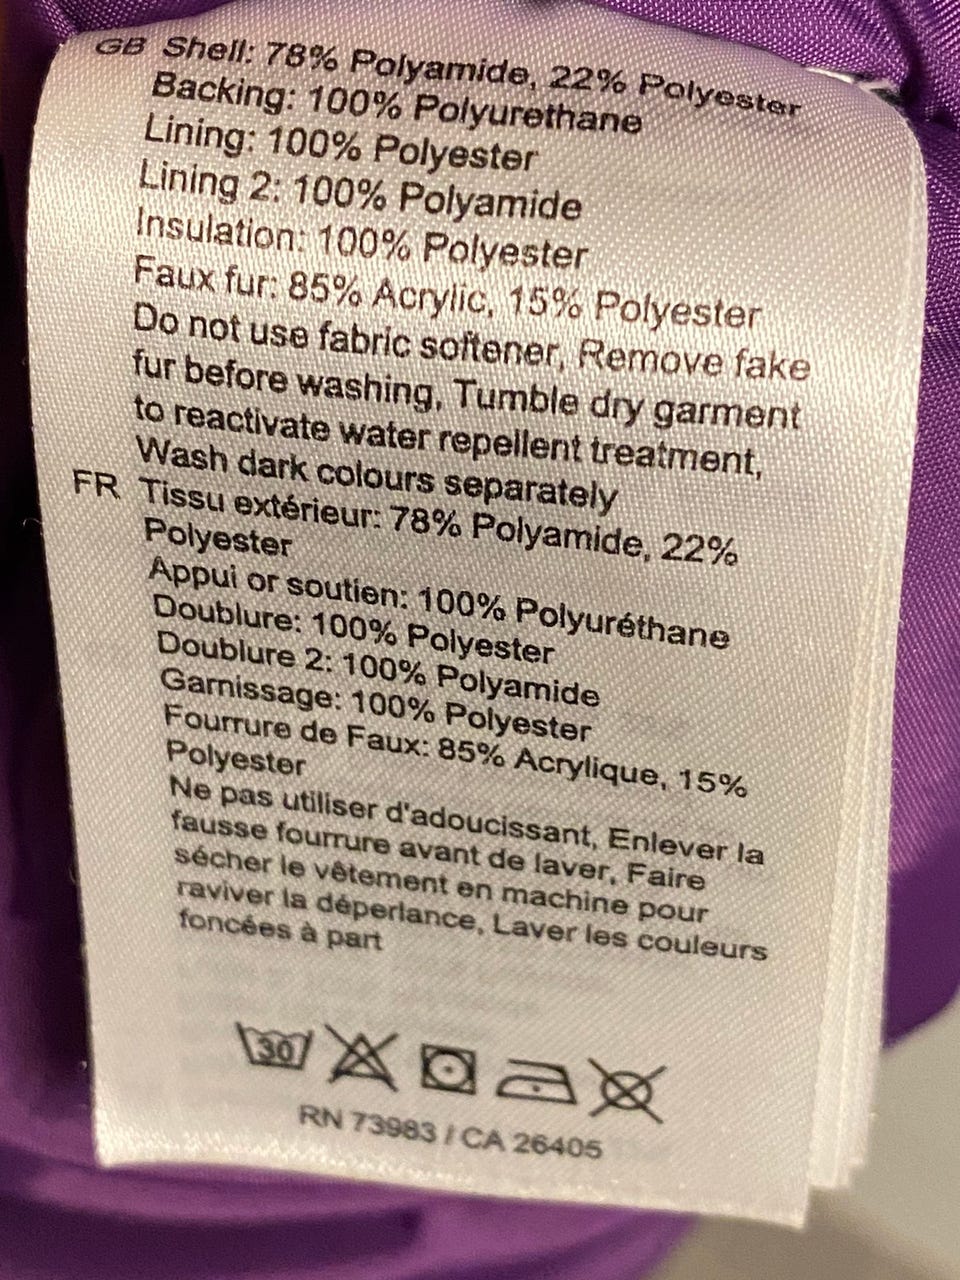 GB Shell: 78% Polyamide, 22% Polyester
Backing: 100% Polyurethane
Lining: 100% Polyester
Lining 2: 100% Polyamide
Insulation: 100% Polyester
Faux fur: 85% Acrylic, 15% Polyester
Do not use fabric softener, Remove fake
fur before washing, Tumble dry garment
to reactivate water repellent treatment,
Wash dark colours separately
FR Tissu extérieur: 78% Polyamide, 22%
Polyester
Appui or soutien: 100% Polyuréthane
Doublure: 100% Polyester
Doublure 2: 100% Polyamide
Garnissage: 100% Polyester
Fourrure de Faux: 85% Acrylique, 15%
Polyester
Ne pas utiliser d'adoucissant, Enlever la
fausse fourrure avant de laver, Faire
sécher le vêtement en machine pour
raviver la déperlance, Laver les couleurs
foncées à part
30
RN 73983 / CA 26405